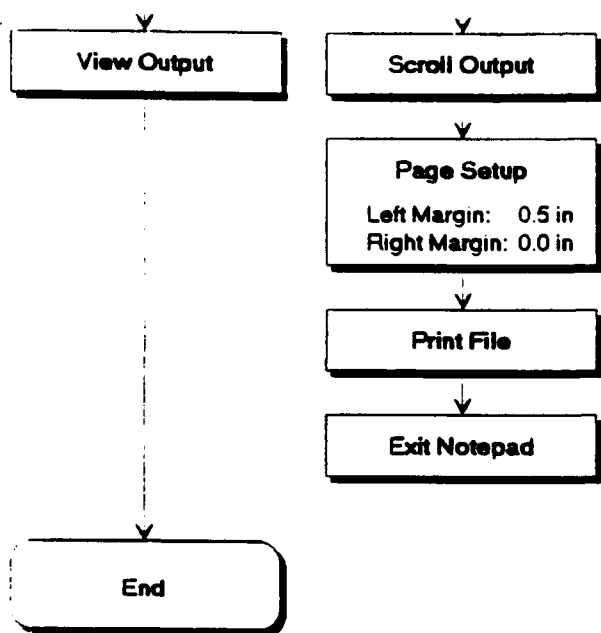 View Output
Scroll Output
Page Setup
Left Margin: 0.5 in
Right Margin: 0.0 in
Print File
Exit Notepad
End